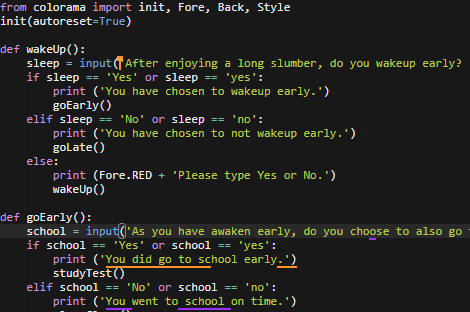 from colorama import init, Fore, Back, Style
init(autoreset=True)
def wakeUp():
sleep = input('After enjoying a long slumber, do you wakeup early?
if sleep == 'Yes' or sleep == 'yes':
print ('You have chosen to wakeup early.')
goEarly()
elif sleep == 'No' or sleep == 'no':
print ('You have chosen to not wakeup early.')
goLate()
else:
print (Fore.RED + 'Please type Yes or No.')
wakeUp()
def goEarly():
school = input('As you have awaken early, do you choose to also go
if school == 'Yes' or school == 'yes':
print ('You did go to school early.')
studyTest()
elif school == 'No' or school == 'no':
print ('You went to school on time.')